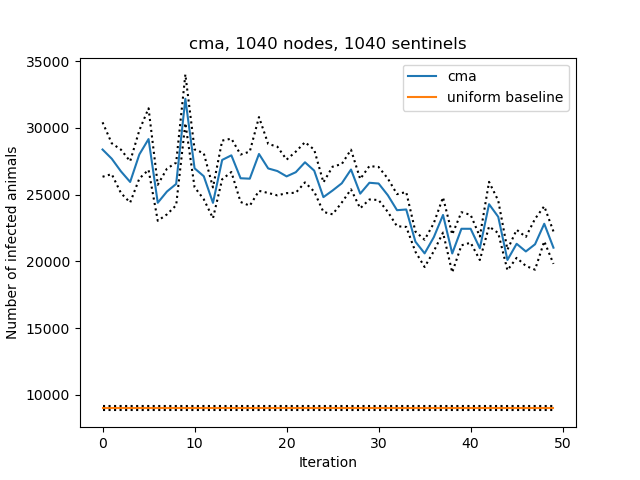 cma, 1040 nodes, 1040 sentinels
cma
uniform baseline
Number of infected animals
35000
30000
25000
20000
15000
10000
0 10 20 30 40 50
Iteration